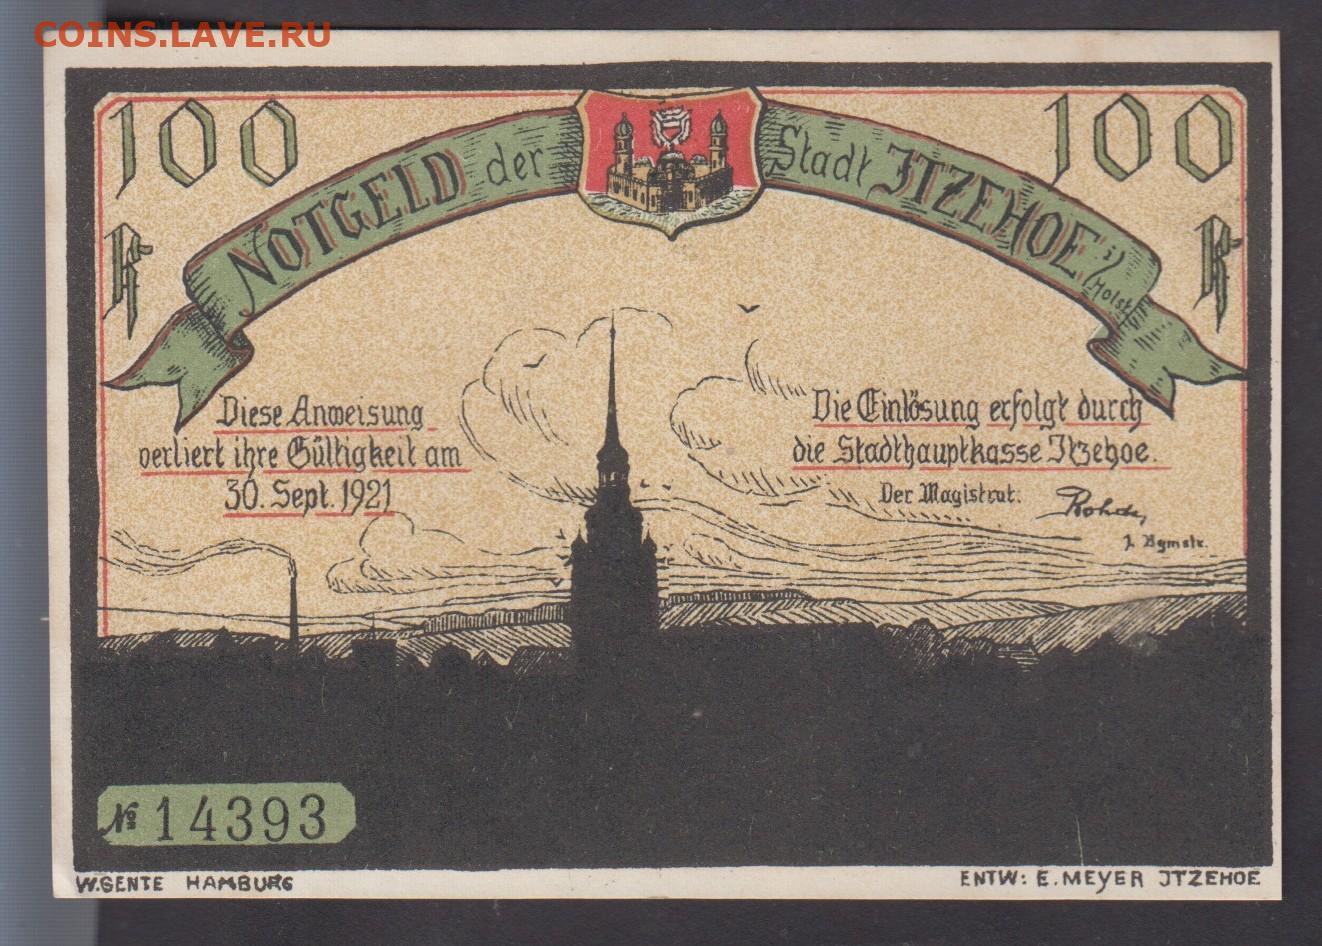 COINS.LAVE.RU
100 100
NOTGELD der Stadt ITZEHOE i/Holst.
Diese Anweisung
verliert ihre Gültigkeit am
30. Sept. 1921
Die Einlösung erfolgt durch
die Stadthauptkasse Itzehoe.
Der Magistrat:
Rohde,
1. Bgmstr.
№ 14393
W. GENTE HAMBURG
ENTW: E. MEYER ITZEHOE